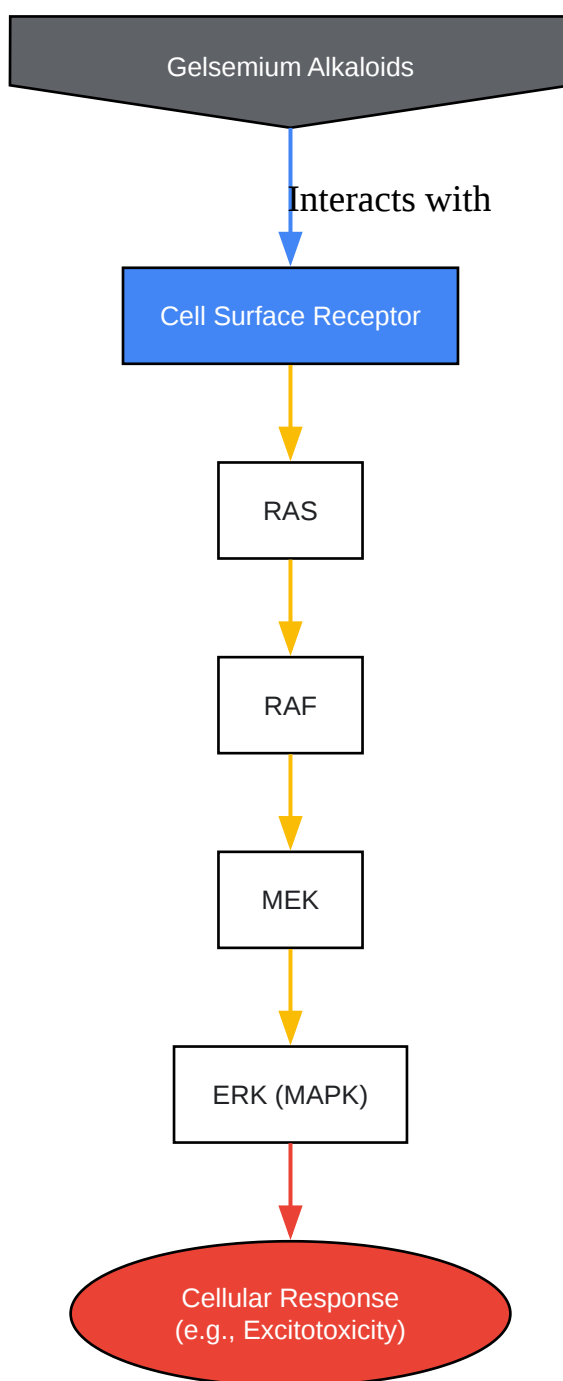 Gelsemium Alkaloids
Interacts with
Cell Surface Receptor
RAS
RAF
MEK
ERK (MAPK)
Cellular Response
(e.g., Excitotoxicity)